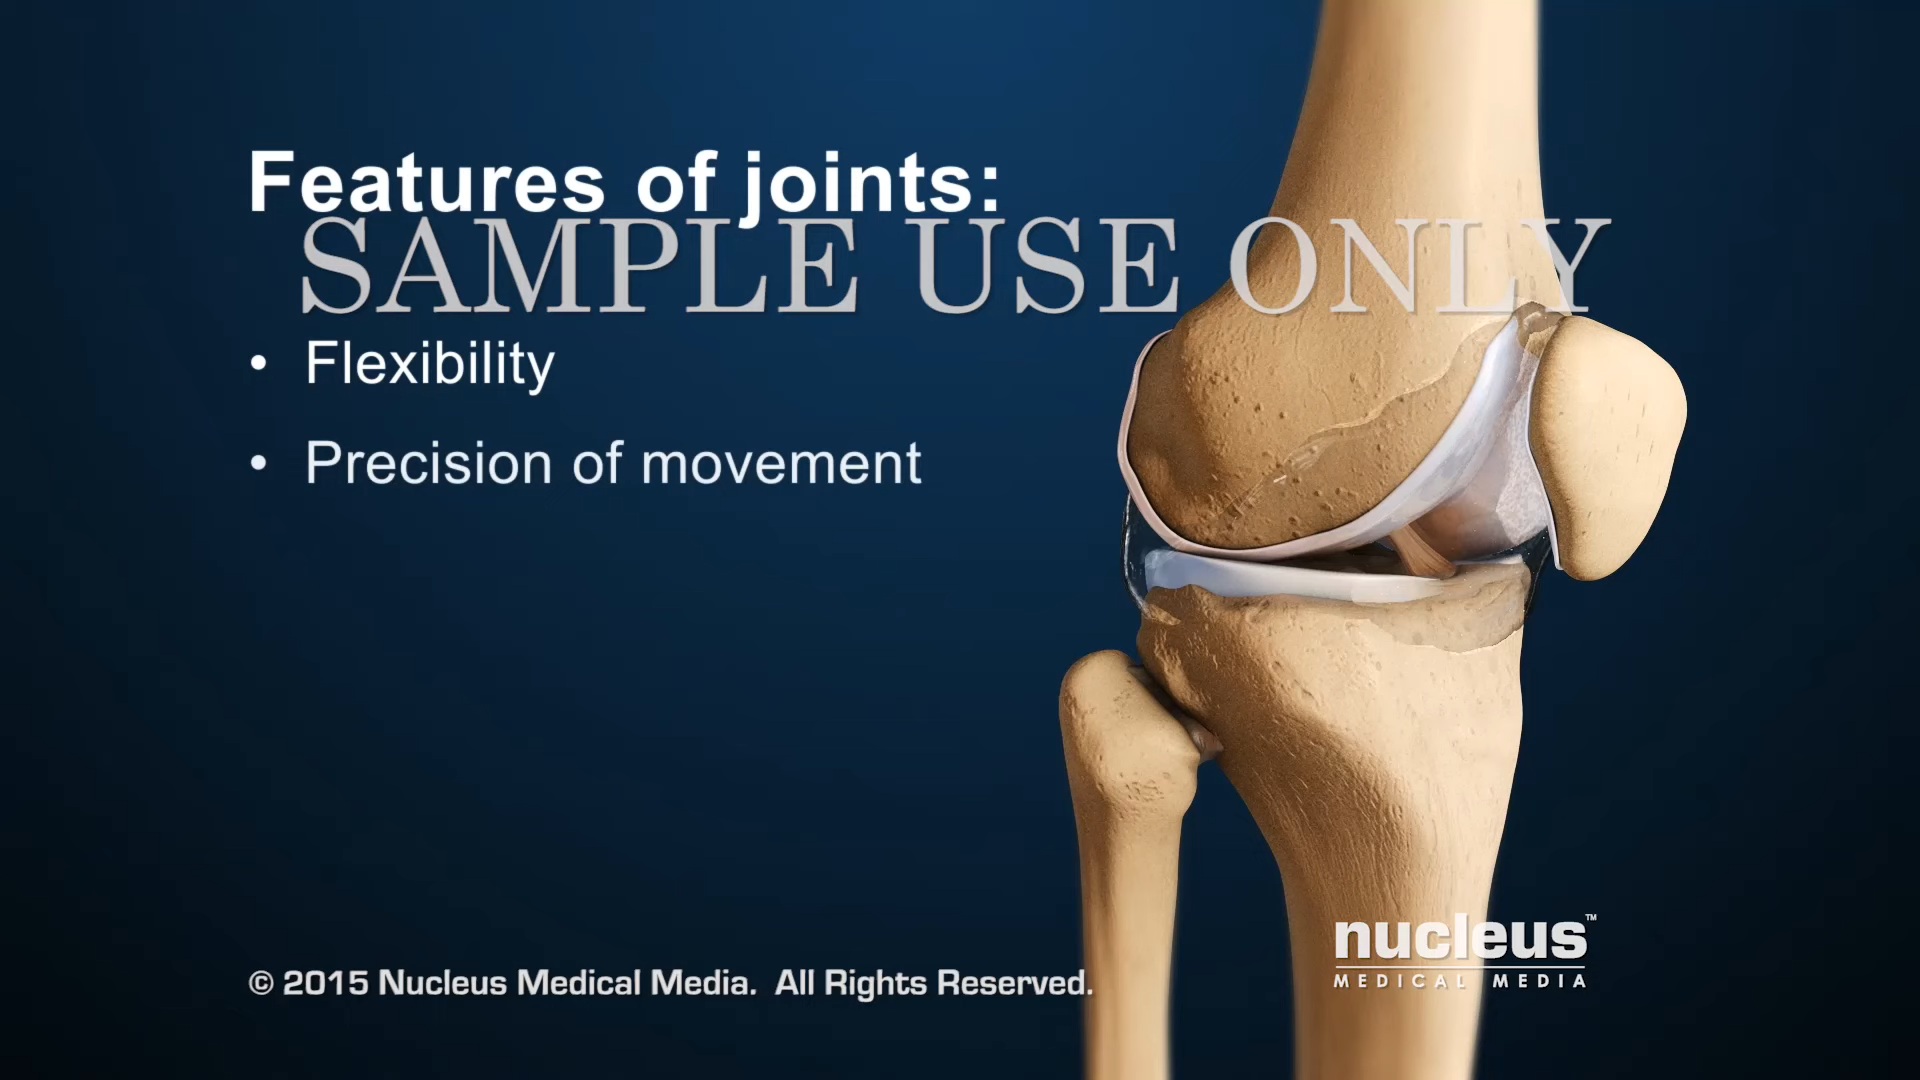 Features of joints:
SAMPLE USE ONLY
• Flexibility
• Precision of movement
nucleus™
MEDICAL MEDIA
© 2015 Nucleus Medical Media. All Rights Reserved.